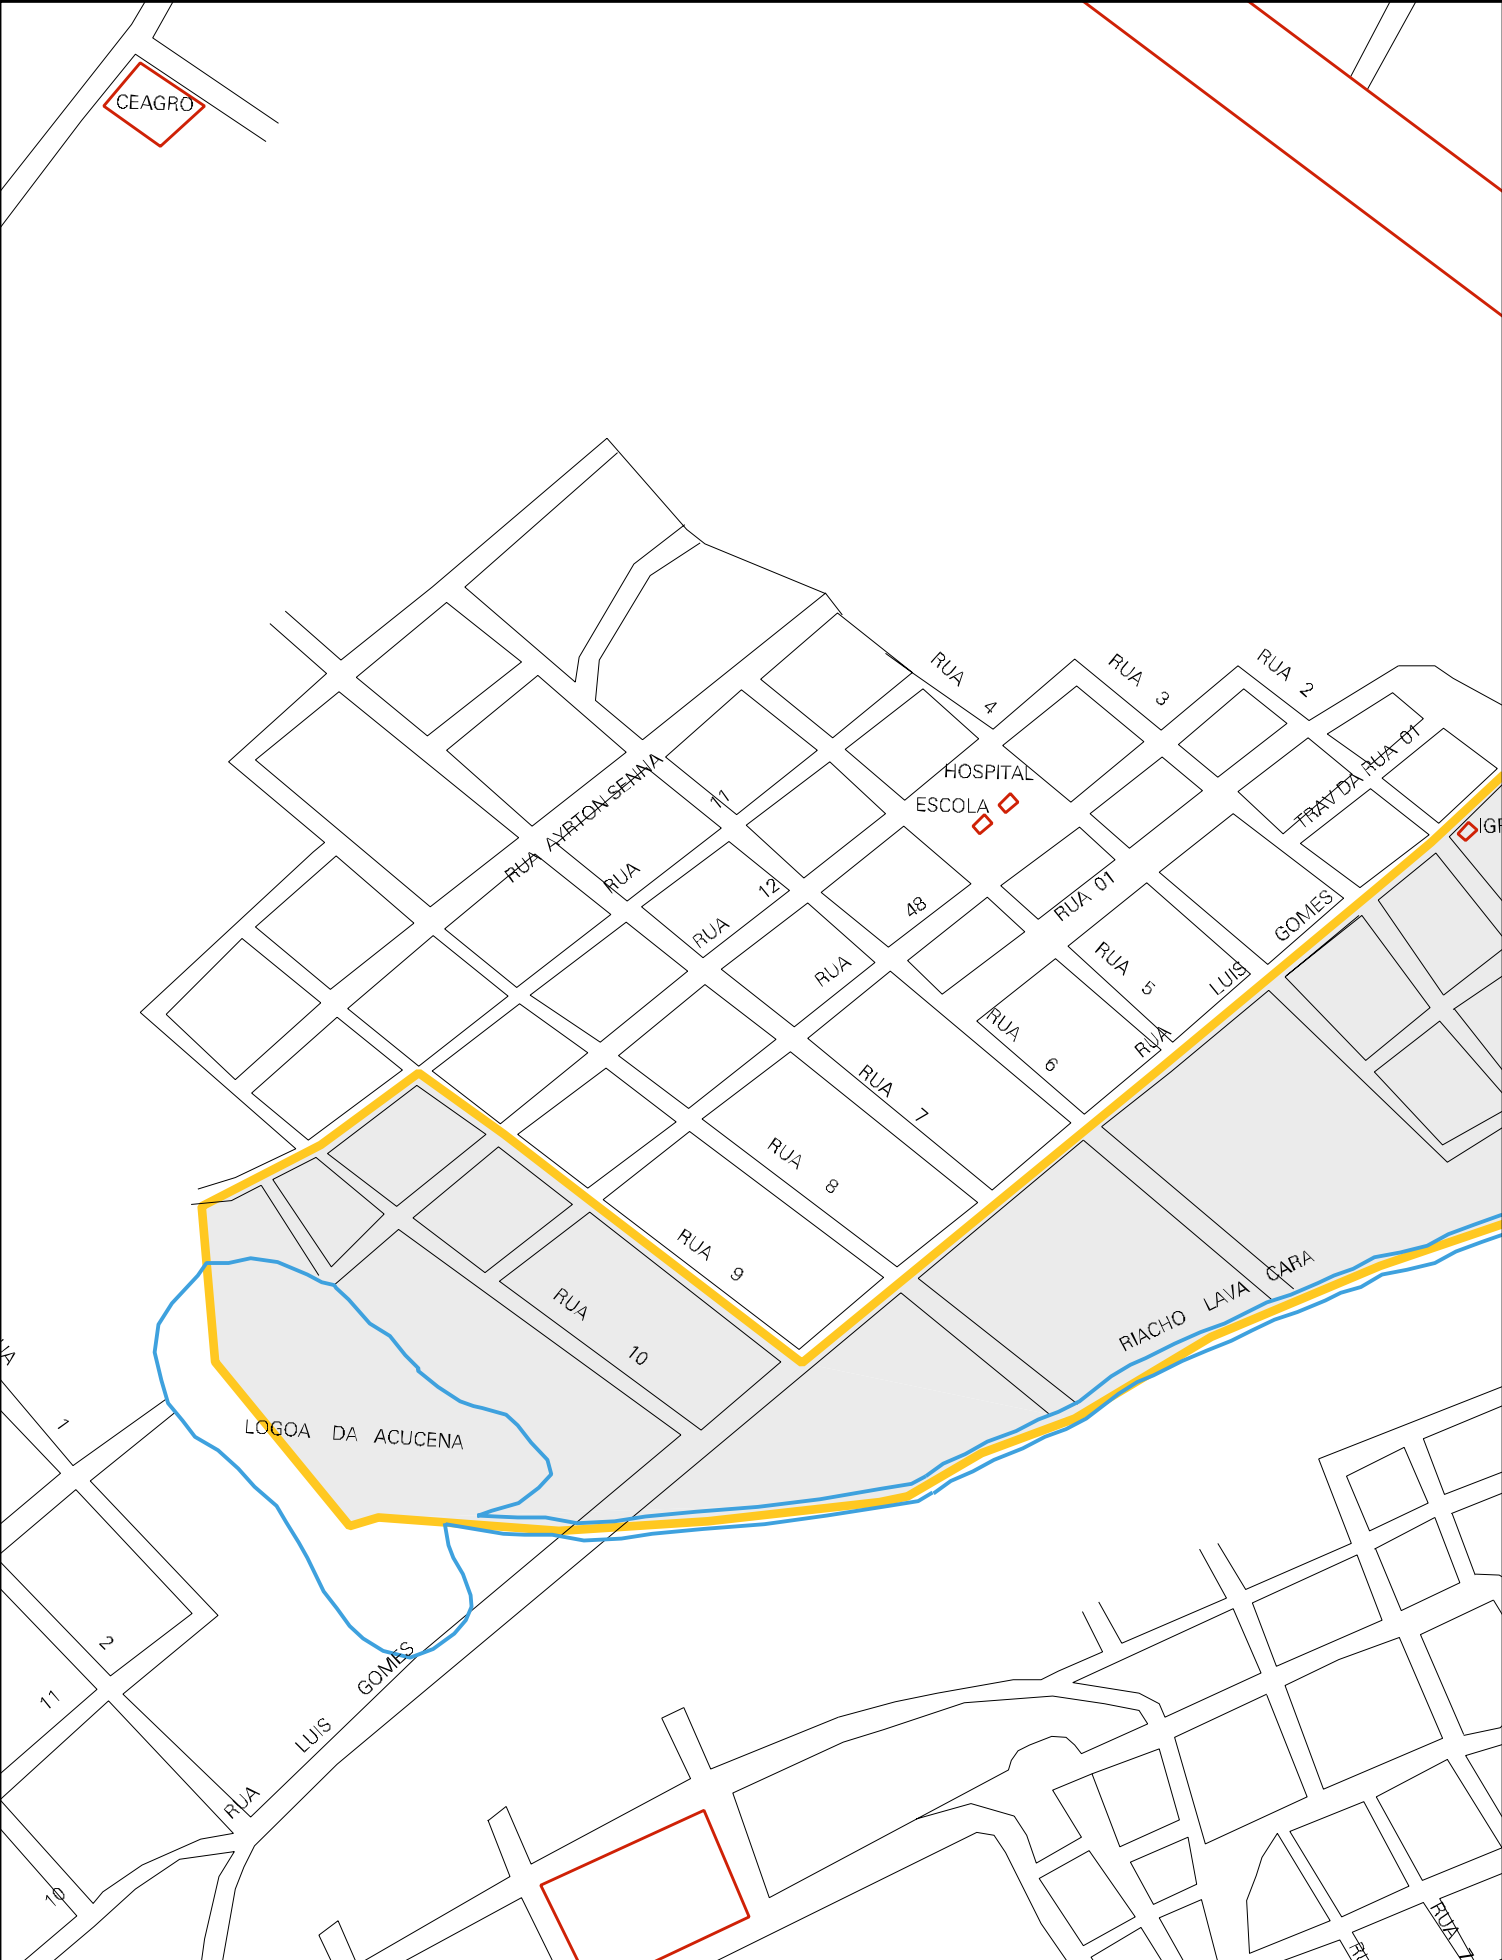 CEAGRO
RUA 4
RUA 3
RUA 2
TRAV DA RUA 01
HOSPITAL
ESCOLA
RUA AYRTON SENNA
RUA 11
RUA 12
RUA 48
RUA 01
RUA 5
RUA LUIS GOMES
RUA 6
RUA 7
RUA 8
RUA 9
RUA 10
RIACHO LAVA CARA
LOGOA DA ACUCENA
1
2
11
RUA LUIS GOMES
10
RUA